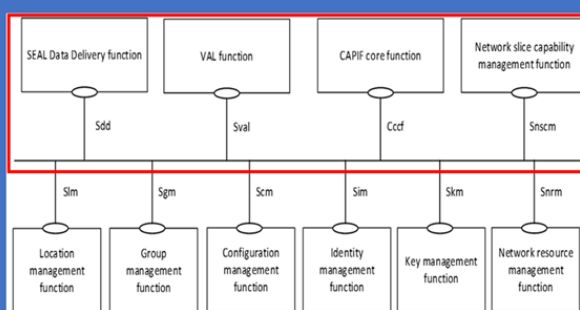 SEAL Data Delivery function
VAL function
CAPIF core function
Network slice capability
management function
Sdd
Sval
Cccf
Snscm
Slm
Sgm
Scm
Sim
Skm
Snrm
Location
management
function
Group
management
function
Configuration
management
function
Identity
management
function
Key management
function
Network resource
management
function